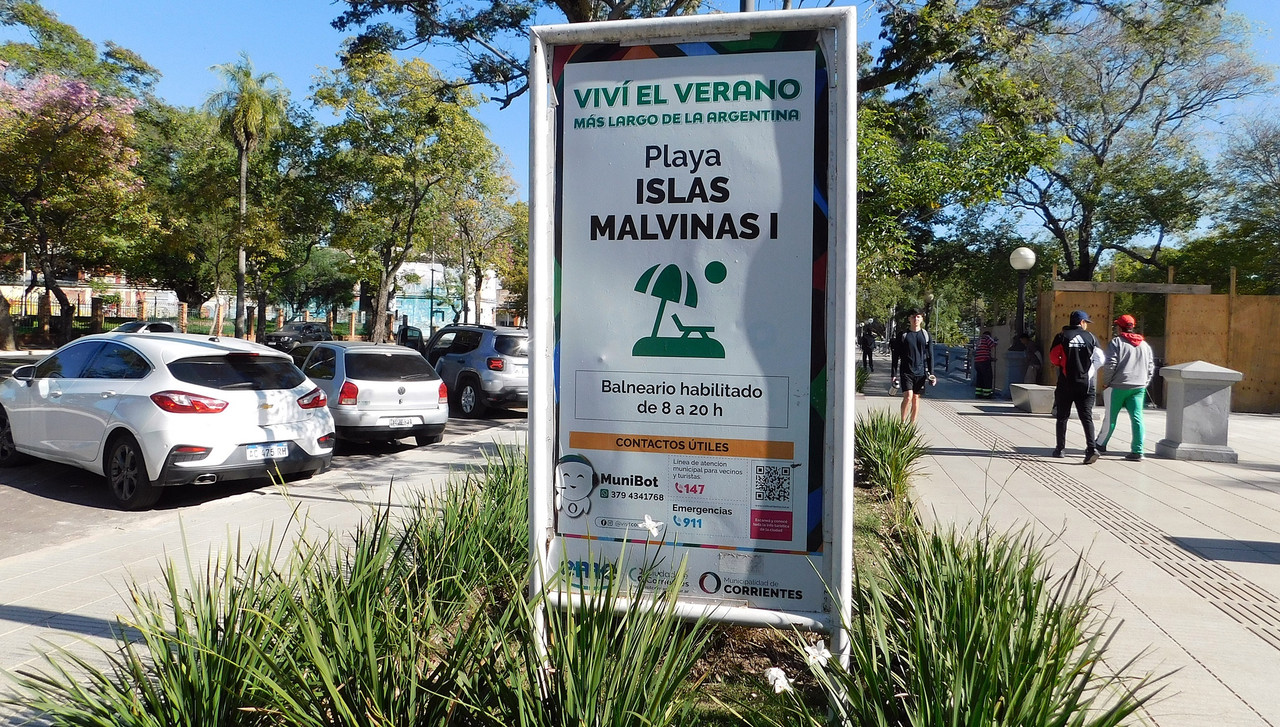 VIVÍ EL VERANO
MÁS LARGO DE LA ARGENTINA
Playa
ISLAS
MALVINAS I
Balneario habilitado
de 8 a 20 h
CONTACTOS ÚTILES
MuniBot
379 4341768
Línea de atención
municipal para vecinos
y turistas:
147
Emergencias
911
Municipalidad de
CORRIENTES